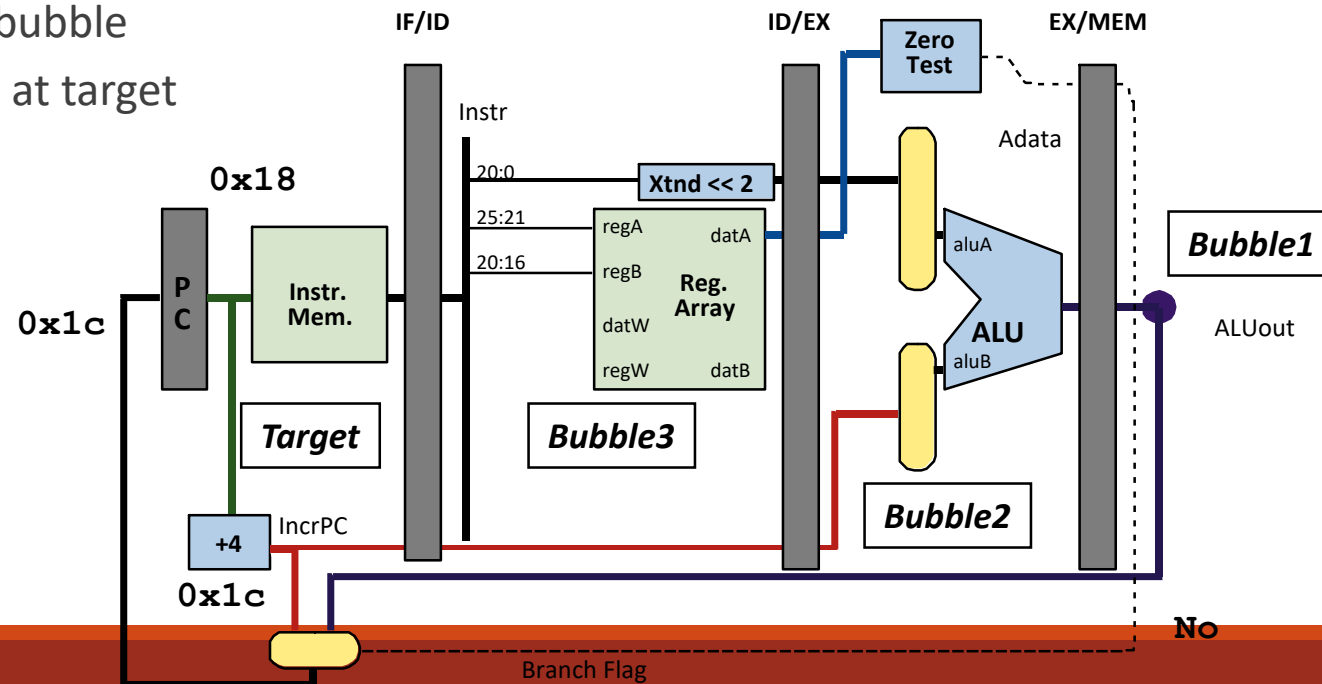 bubble
at target
IF/ID
ID/EX
EX/MEM
Zero
Test
Instr
Adata
20:0
Xtnd << 2
0x18
25:21
regA
datA
20:16
regB
Reg.
Array
datW
regW
datB
P
C
Instr.
Mem.
0x1c
aluA
ALU
aluB
Bubble1
ALUout
Target
Bubble3
Bubble2
+4
IncrPC
0x1c
No
Branch Flag